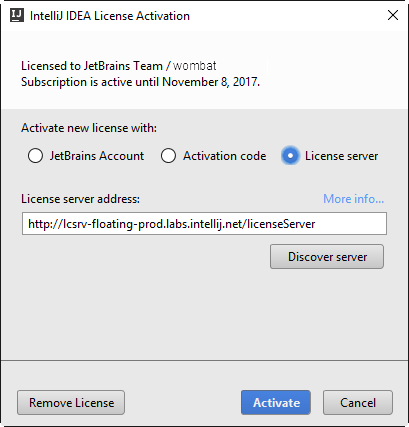 IJ IntelliJ IDEA License Activation
Licensed to JetBrains Team / wombat
Subscription is active until November 8, 2017.
Activate new license with:
JetBrains Account Activation code License server
License server address: More info...
http://lcsrv-floating-prod.labs.intellij.net/licenseServer
Discover server
Remove License Activate Cancel